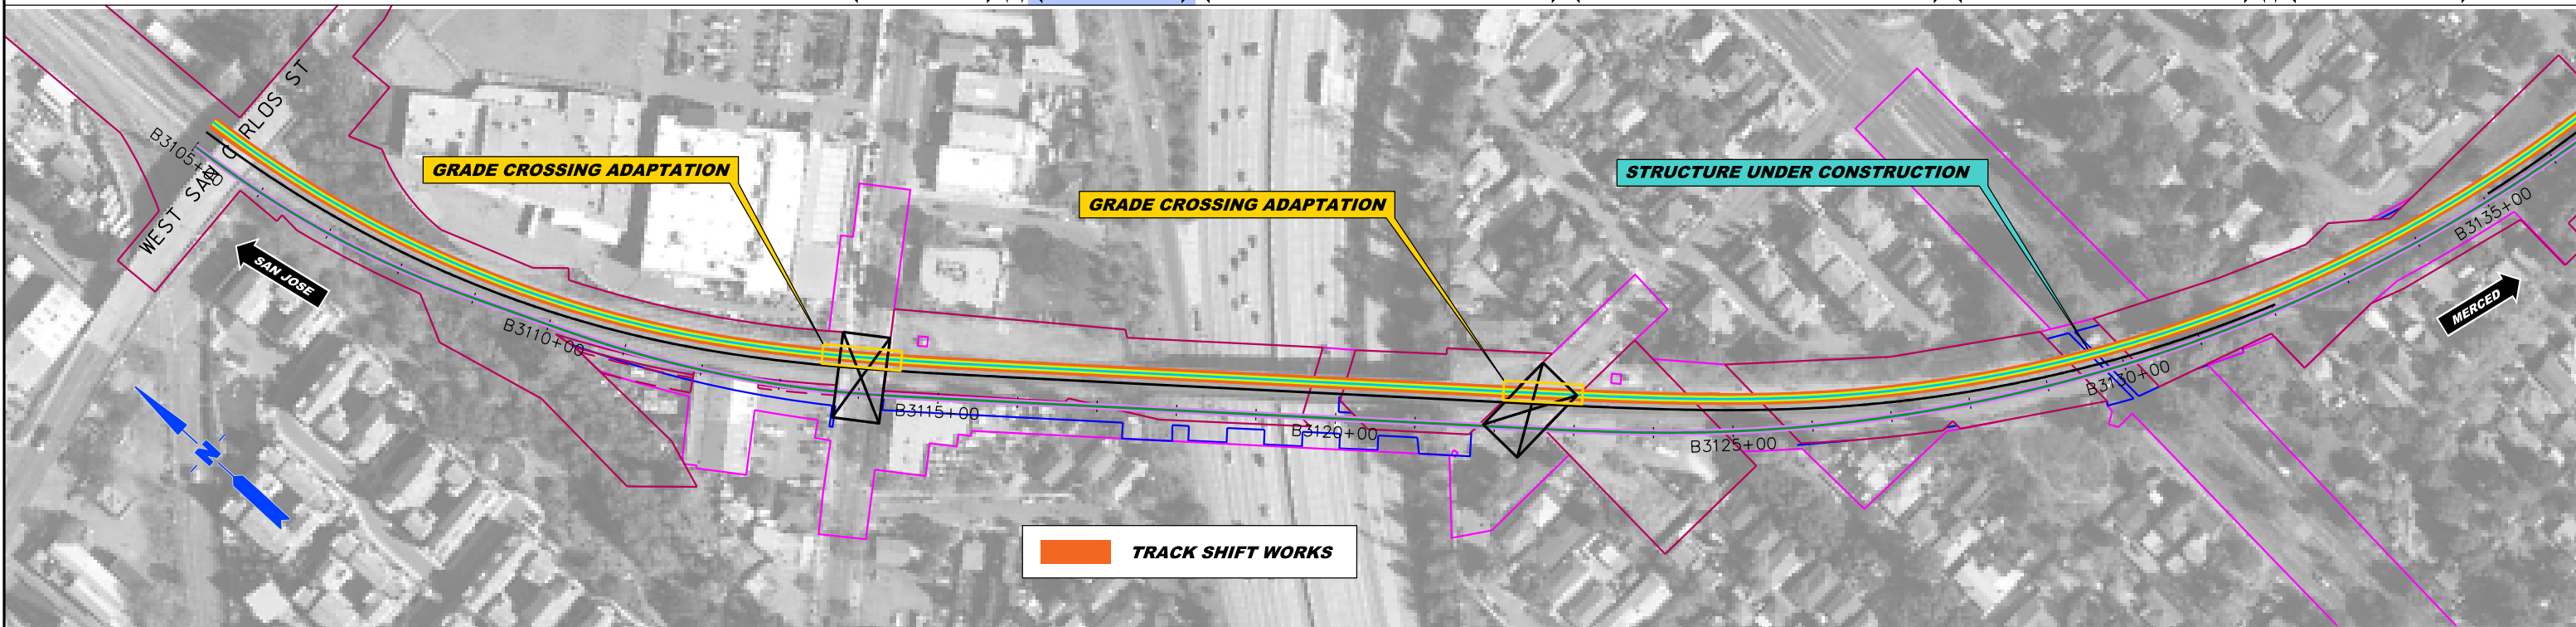 WEST SAN C RLOS ST
B3105+00
GRADE CROSSING ADAPTATION
GRADE CROSSING ADAPTATION
STRUCTURE UNDER CONSTRUCTION
SAN JOSE
MERCED
B3110+00
B3115+00
B3120+00
B3125+00
B3130+00
B3135+00
N
TRACK SHIFT WORKS